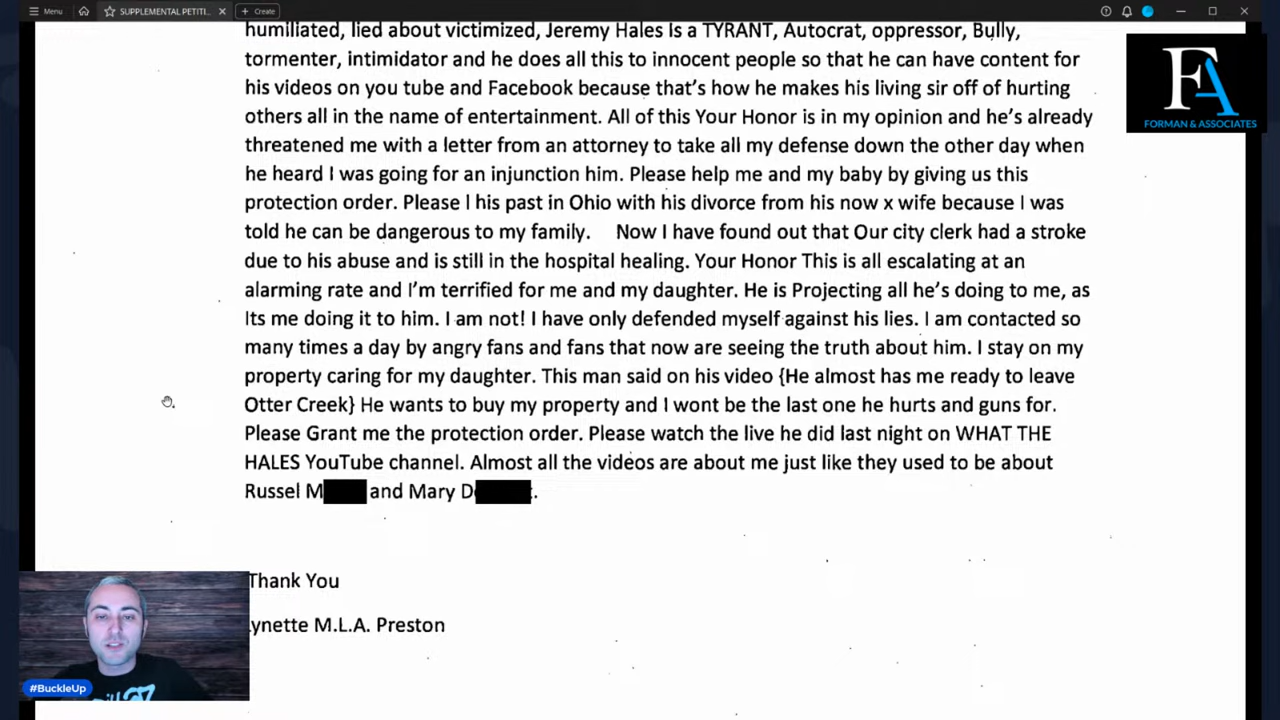 Menu
SUPPLEMENTAL PETITI...
Create
humiliated, lied about victimized, Jeremy Hales Is a TYRANT, Autocrat, oppressor, Bully,
tormenter, intimidator and he does all this to innocent people so that he can have content for
his videos on you tube and Facebook because that's how he makes his living sir off of hurting
others all in the name of entertainment. All of this Your Honor is in my opinion and he's already
threatened me with a letter from an attorney to take all my defense down the other day when
he heard I was going for an injunction him. Please help me and my baby by giving us this
protection order. Please l his past in Ohio with his divorce from his now x wife because I was
told he can be dangerous to my family. Now I have found out that Our city clerk had a stroke
due to his abuse and is still in the hospital healing. Your Honor This is all escalating at an
alarming rate and I'm terrified for me and my daughter. He is Projecting all he's doing to me, as
Its me doing it to him. I am not! I have only defended myself against his lies. I am contacted so
many times a day by angry fans and fans that now are seeing the truth about him. I stay on my
property caring for my daughter. This man said on his video {He almost has me ready to leave
Otter Creek} He wants to buy my property and I wont be the last one he hurts and guns for.
Please Grant me the protection order. Please watch the live he did last night on WHAT THE
HALES YouTube channel. Almost all the videos are about me just like they used to be about
Russel M and Mary D .
Thank You
ynette M.L.A. Preston
FA
FORMAN & ASSOCIATES
#BuckleUp